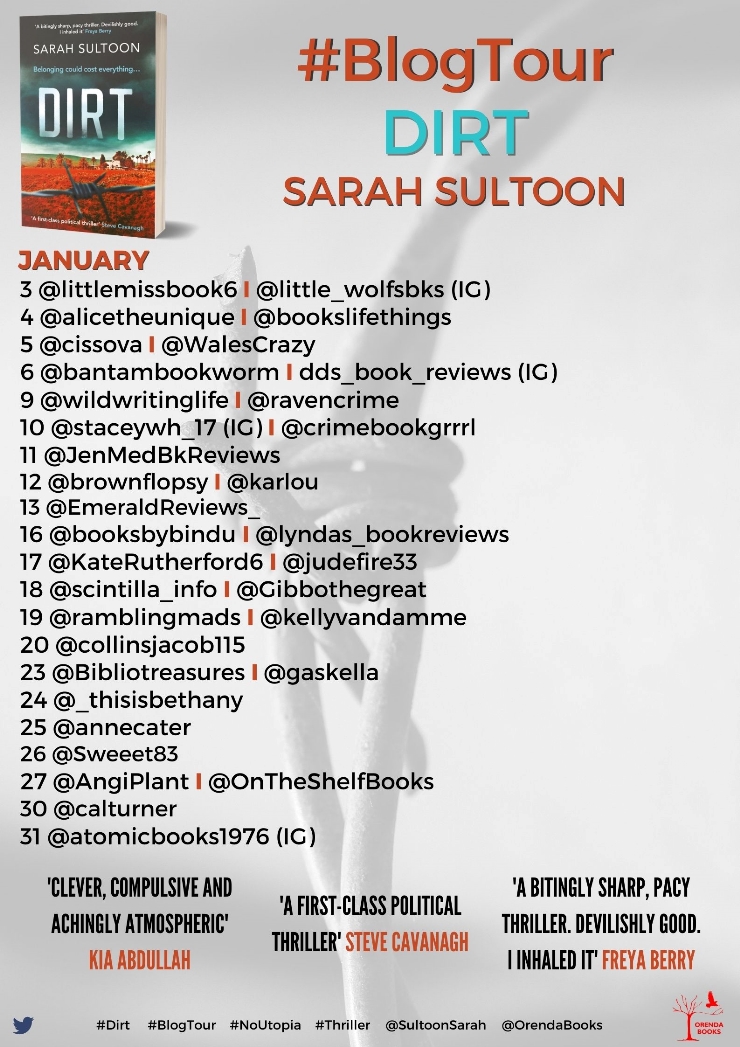 'A bitingly sharp, pacy thriller. Devilishly good.
I inhaled it' Freya Berry
SARAH SULTOON
Belonging could cost everything…
DIRT
'A first-class political thriller' Steve Cavanagh
#BlogTour
DIRT
SARAH SULTOON
JANUARY
3 @littlemissbook6 I @little_wolfsbks (IG)
4 @alicetheunique I @bookslifethings
5 @cissova I @WalesCrazy
6 @bantambookworm I dds_book_reviews (IG)
9 @wildwritinglife I @ravencrime
10 @staceywh_17 (IG) I @crimebookgrrrl
11 @JenMedBkReviews
12 @brownflopsy I @karlou
13 @EmeraldReviews_
16 @booksbybindu I @lyndas_bookreviews
17 @KateRutherford6 I @judefire33
18 @scintilla_info I @Gibbothegreat
19 @ramblingmads I @kellyvandamme
20 @collinsjacob115
23 @Bibliotreasures I @gaskella
24 @_thisisbethany
25 @annecater
26 @Sweeet83
27 @AngiPlant I @OnTheShelfBooks
30 @calturner
31 @atomicbooks1976 (IG)
'CLEVER, COMPULSIVE AND
ACHINGLY ATMOSPHERIC'
KIA ABDULLAH
'A FIRST-CLASS POLITICAL
THRILLER' STEVE CAVANAGH
'A BITINGLY SHARP, PACY
THRILLER. DEVILISHLY GOOD.
I INHALED IT' FREYA BERRY
#Dirt #BlogTour #NoUtopia #Thriller @SultoonSarah @OrendaBooks
ORENDA
BOOKS